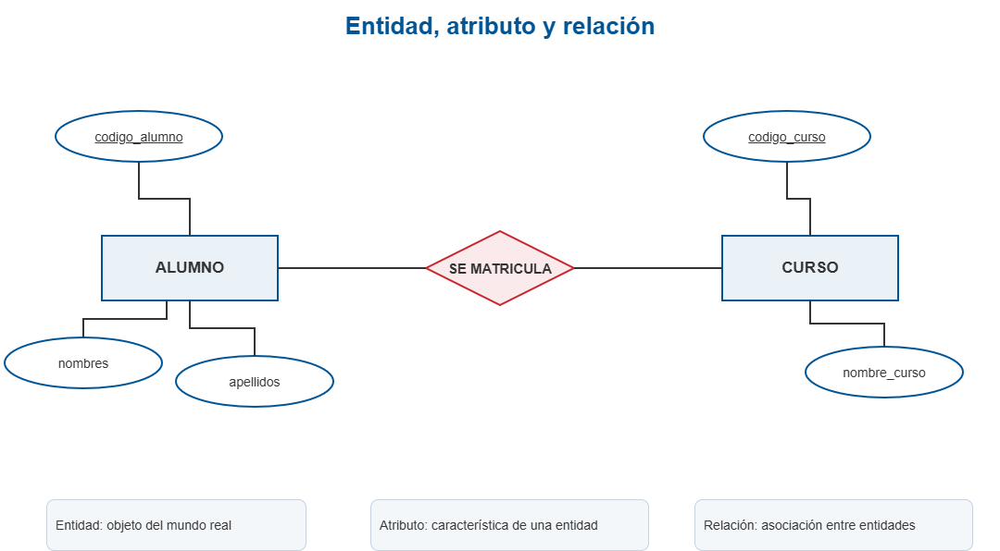 Entidad, atributo y relación
codigo_alumno
codigo_curso
ALUMNO
SE MATRICULA
CURSO
nombres
apellidos
nombre_curso
Entidad: objeto del mundo real
Atributo: característica de una entidad
Relación: asociación entre entidades